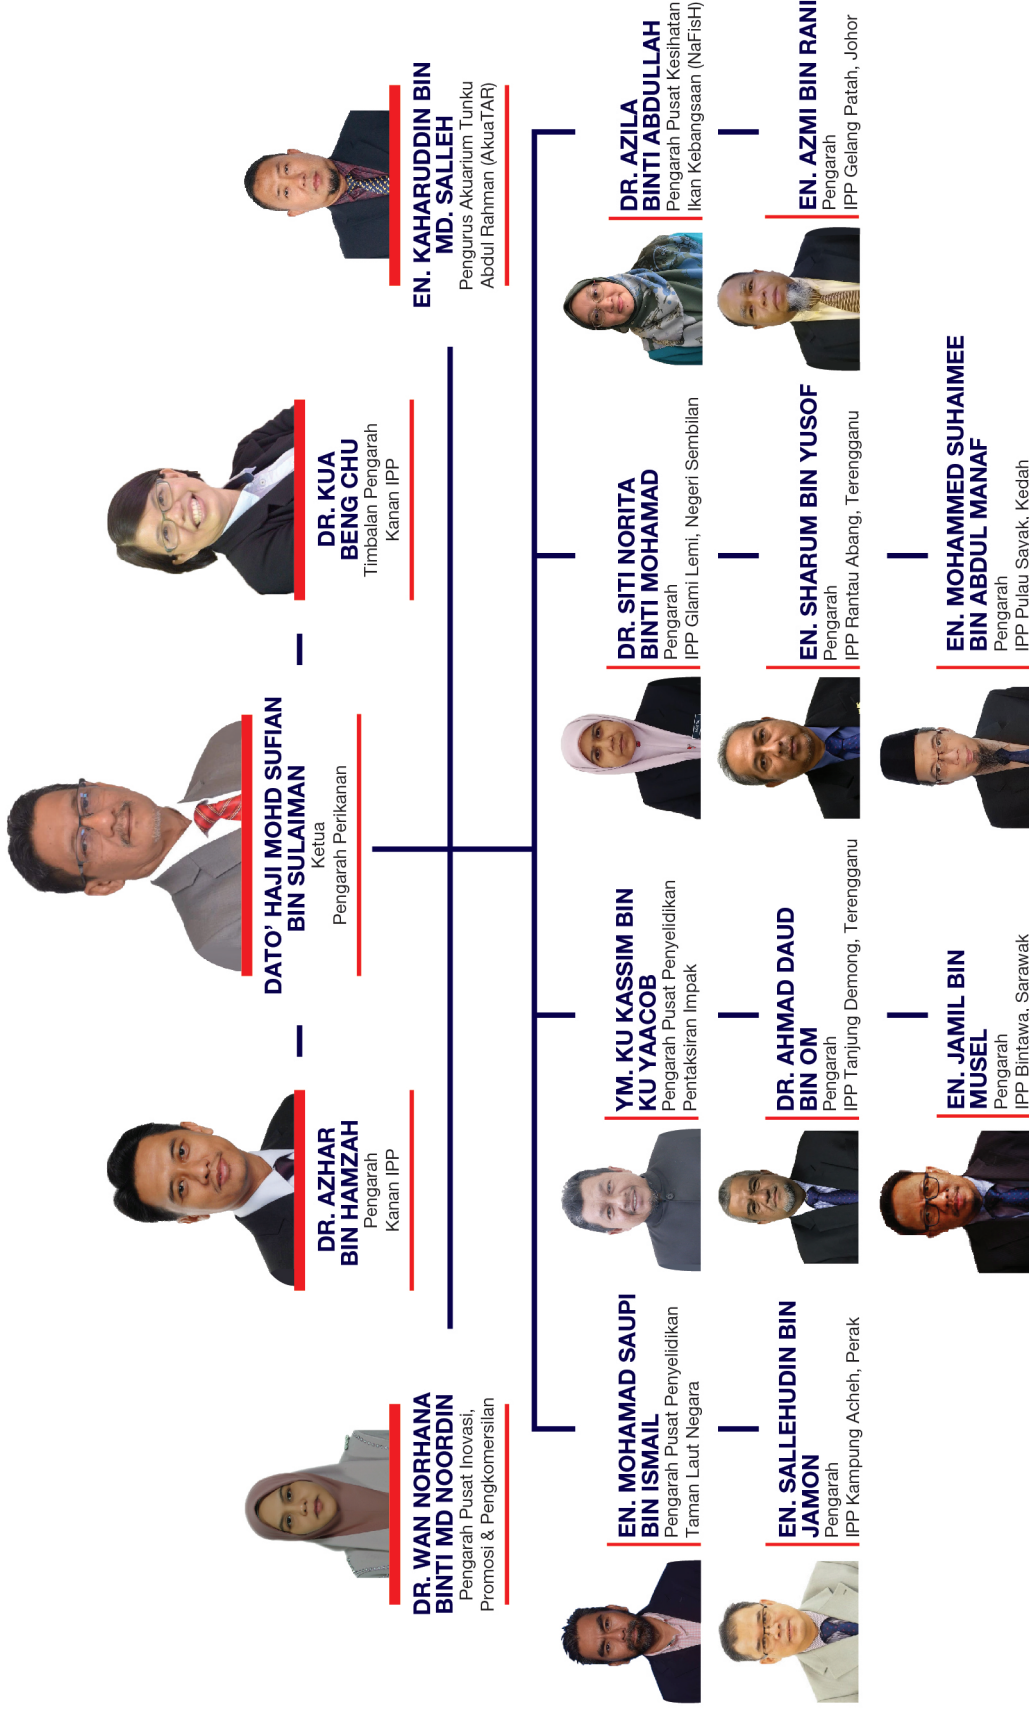 DATO’ HAJI MOHD SUFIAN
BIN SULAIMAN
Ketua
Pengarah Perikanan
DR. AZHAR
BIN HAMZAH
Pengarah
Kanan IPP
DR. KUA
BENG CHU
Timbalan Pengarah
Kanan IPP
DR. WAN NORHANA
BINTI MD NOORDIN
Pengarah Pusat Inovasi,
Promosi & Pengkomersilan
EN. KAHARUDDIN BIN
MD. SALLEH
Pengurus Akuarium Tunku
Abdul Rahman (AkuaTAR)
EN. MOHAMAD SAUPI
BIN ISMAIL
Pengarah Pusat Penyelidikan
Taman Laut Negara
YM. KU KASSIM BIN
KU YAACOB
Pengarah Pusat Penyelidikan
Pentaksiran Impak
DR. SITI NORITA
BINTI MOHAMAD
Pengarah
IPP Glami Lemi, Negeri Sembilan
DR. AZILA
BINTI ABDULLAH
Pengarah Pusat Kesihatan
Ikan Kebangsaan (NaFisH)
EN. SALLEHUDIN BIN
JAMON
Pengarah
IPP Kampung Acheh, Perak
DR. AHMAD DAUD
BIN OM
Pengarah
IPP Tanjung Demong, Terengganu
EN. SHARUM BIN YUSOF
Pengarah
IPP Rantau Abang, Terengganu
EN. AZMI BIN RANI
Pengarah
IPP Gelang Patah, Johor
EN. JAMIL BIN
MUSEL
Pengarah
IPP Bintawa, Sarawak
EN. MOHAMMED SUHAIMEE
BIN ABDUL MANAF
Pengarah
IPP Pulau Sayak, Kedah